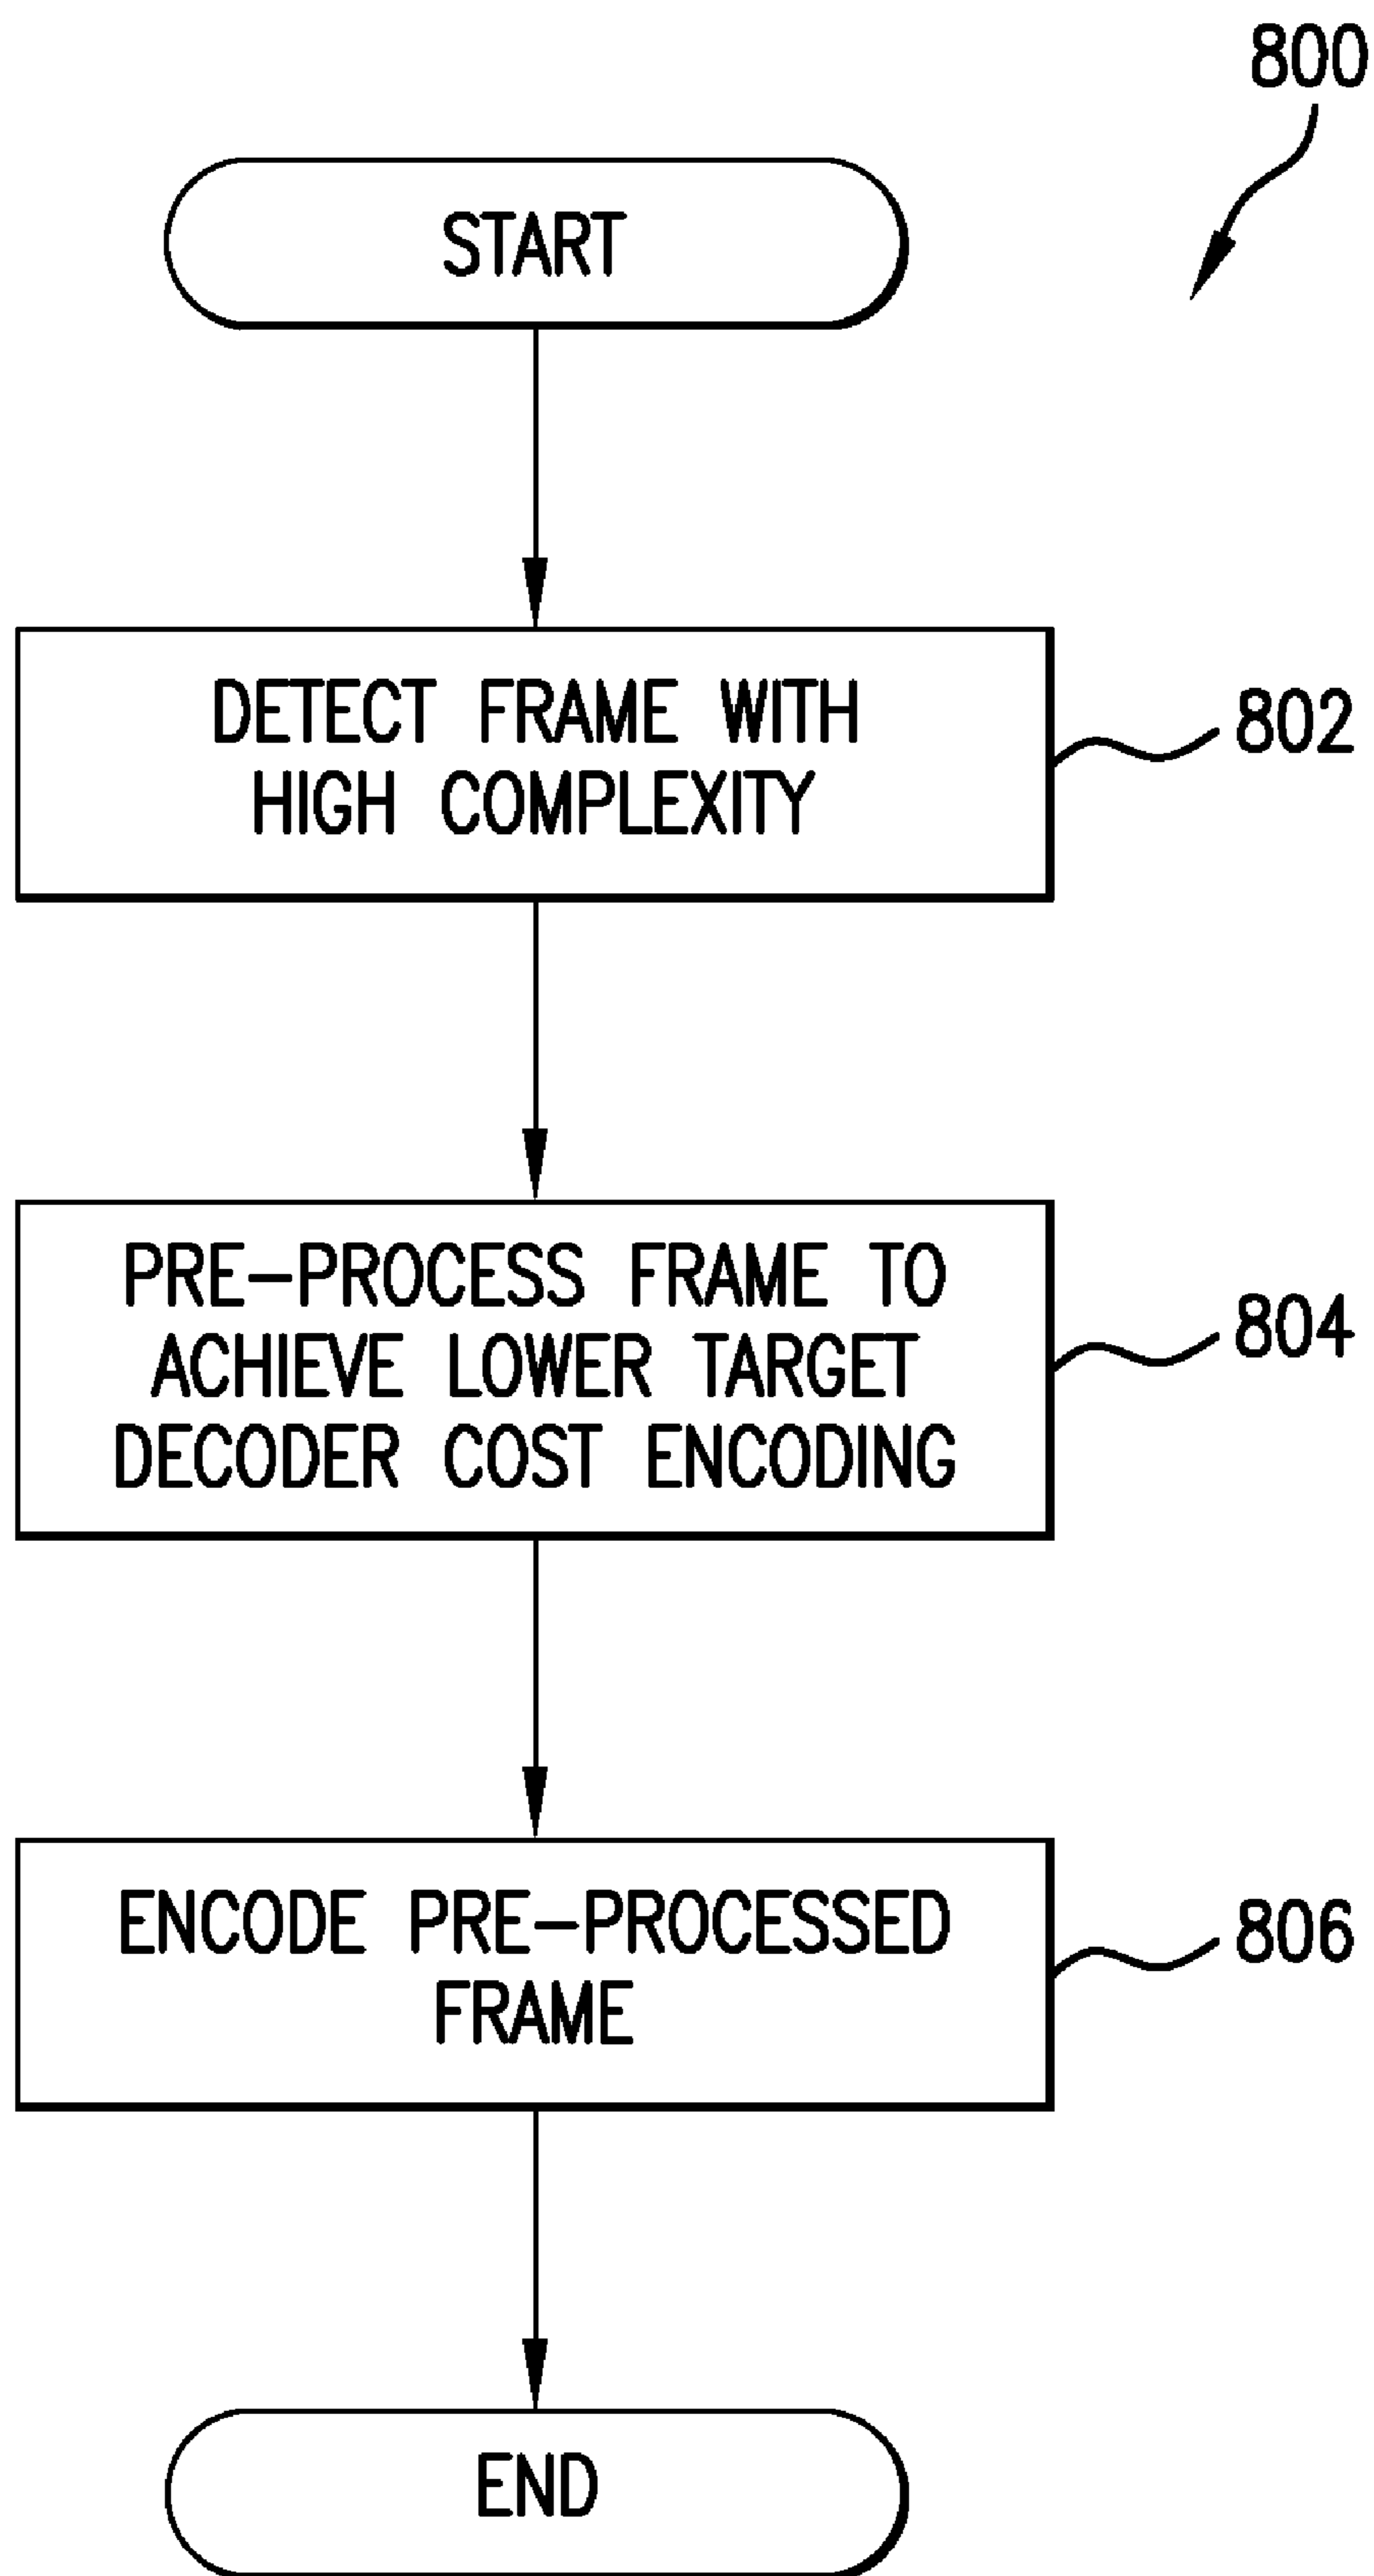 800
START
DETECT FRAME WITH
HIGH COMPLEXITY
802
PRE-PROCESS FRAME TO
ACHIEVE LOWER TARGET
DECODER COST ENCODING
804
ENCODE PRE-PROCESSED
FRAME
806
END